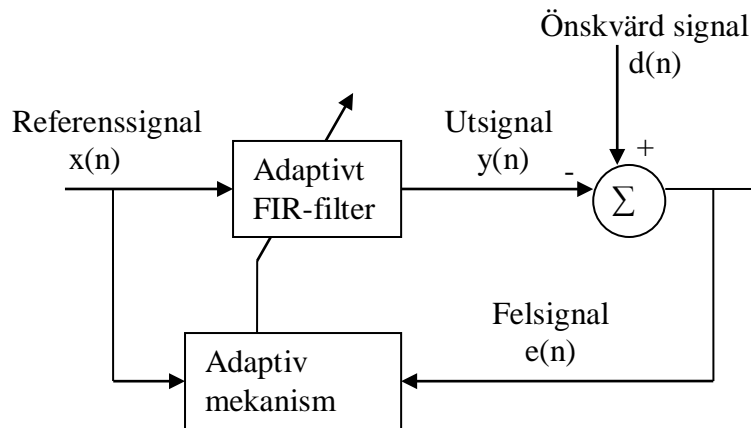 Önskvärd signal
d(n)
Referenssignal
x(n)
Utsignal
y(n)
-
+
Adaptivt
FIR-filter
Σ
Felsignal
e(n)
Adaptiv
mekanism